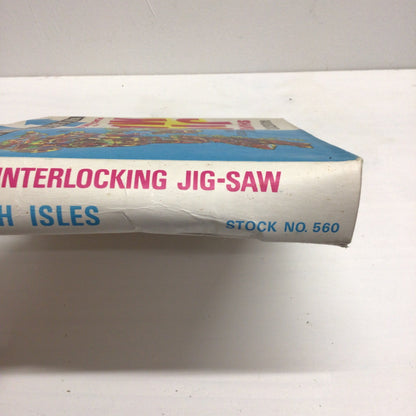 INTERLOCKING JIG-SAW
H ISLES
STOCK NO. 560